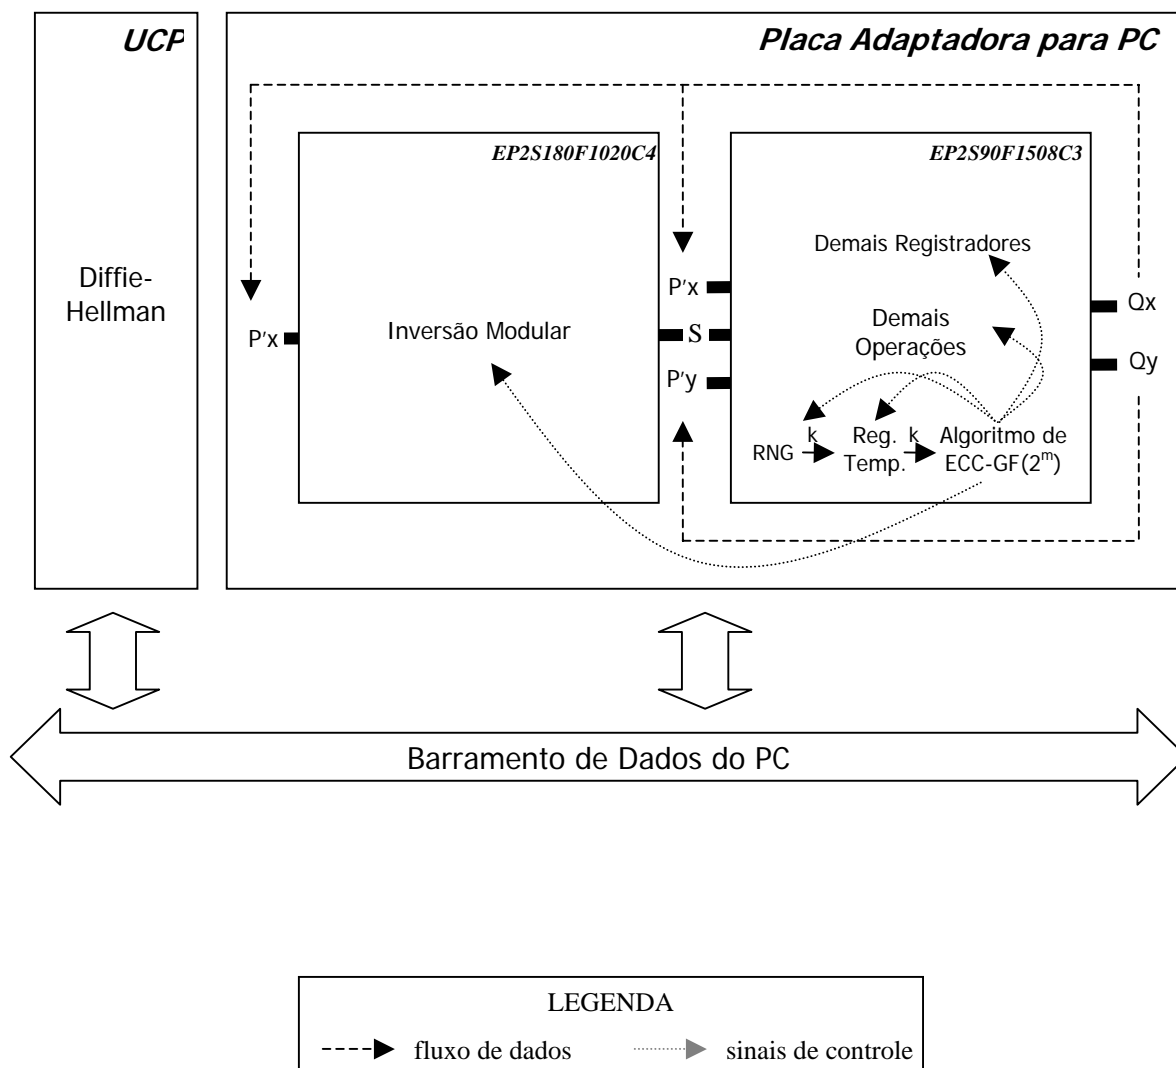 UCP
Placa Adaptadora para PC
EP2S180F1020C4
EP2S90F1508C3
Demais Registradores
Diffie-
Hellman
P'x
Inversão Modular
P'x
S
P'y
Demais
Operações
Qx
Qy
k
k
RNG
Reg.
Temp.
Algoritmo de
ECC-GF(2^m)
Barramento de Dados do PC
LEGENDA
fluxo de dados
sinais de controle